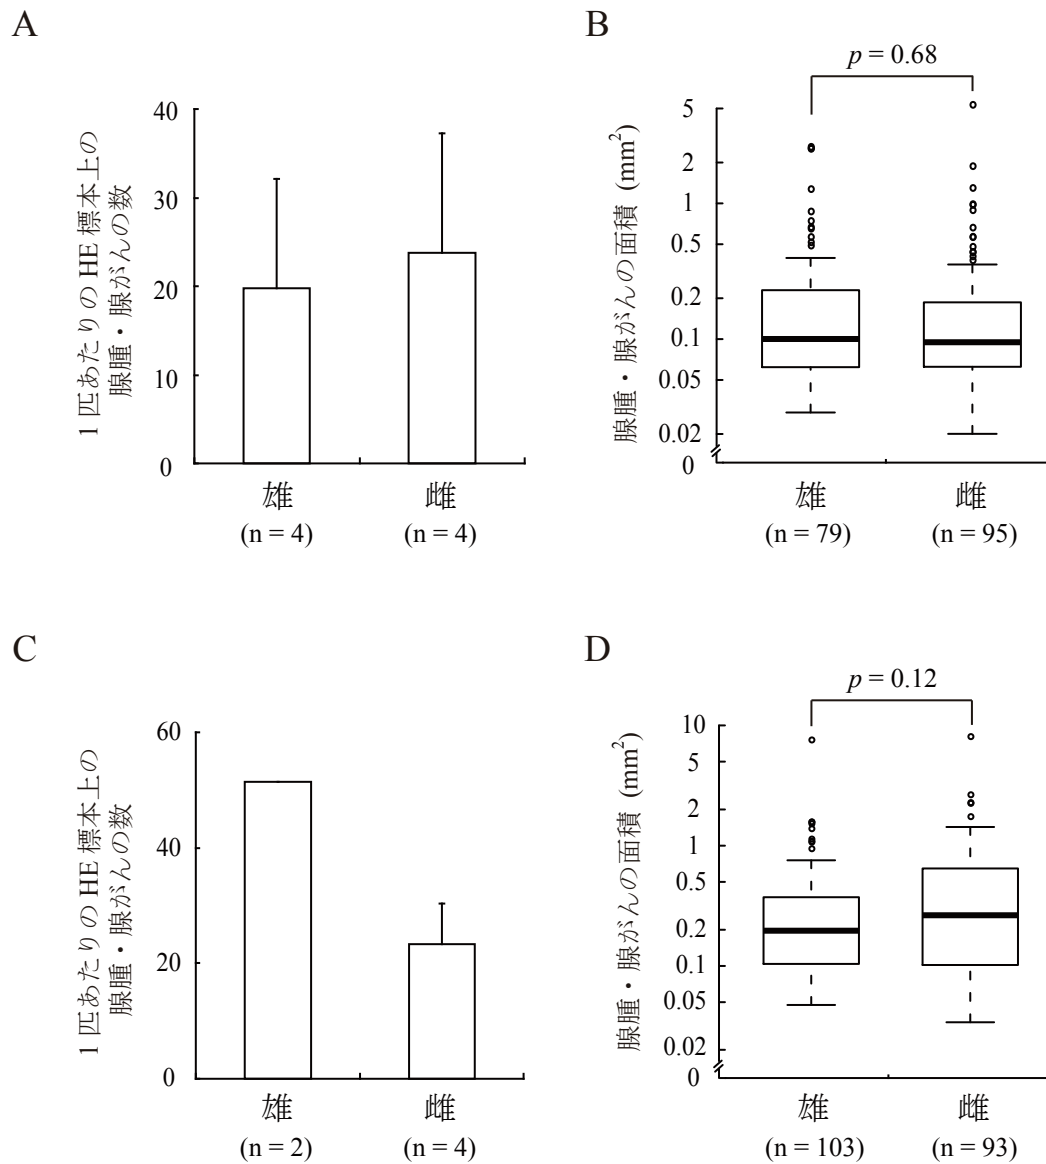 A
1匹あたりの HE 標本上の
腺腫・腺がんの数
40
30
20
10
0
雄
雌
(n = 4)
(n = 4)
B
p = 0.68
腺腫・腺がんの面積 (mm²)
5
2
1
0.5
0.2
0.1
0.05
0.02
0
雄
雌
(n = 79)
(n = 95)
C
1匹あたりの HE 標本上の
腺腫・腺がんの数
60
40
20
0
雄
雌
(n = 2)
(n = 4)
D
p = 0.12
腺腫・腺がんの面積 (mm²)
10
5
2
1
0.5
0.2
0.1
0.05
0.02
0
雄
雌
(n = 103)
(n = 93)